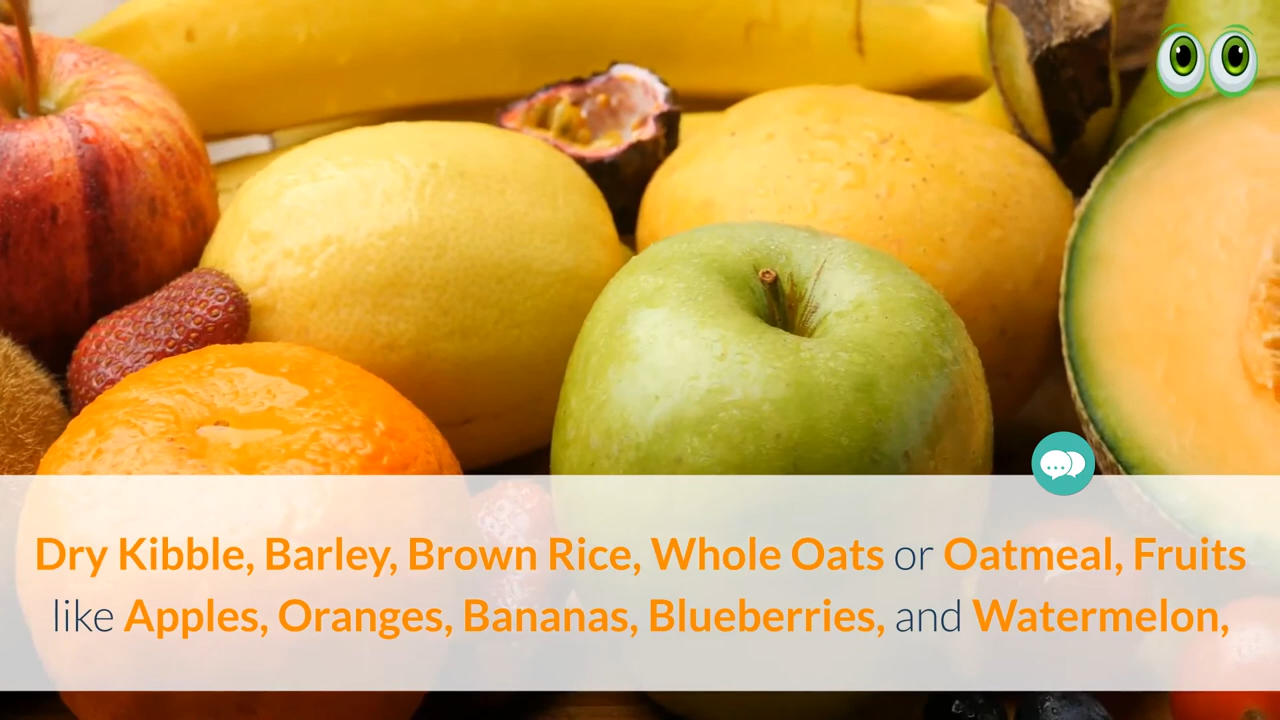 Dry Kibble, Barley, Brown Rice, Whole Oats or Oatmeal, Fruits
like Apples, Oranges, Bananas, Blueberries, and Watermelon,